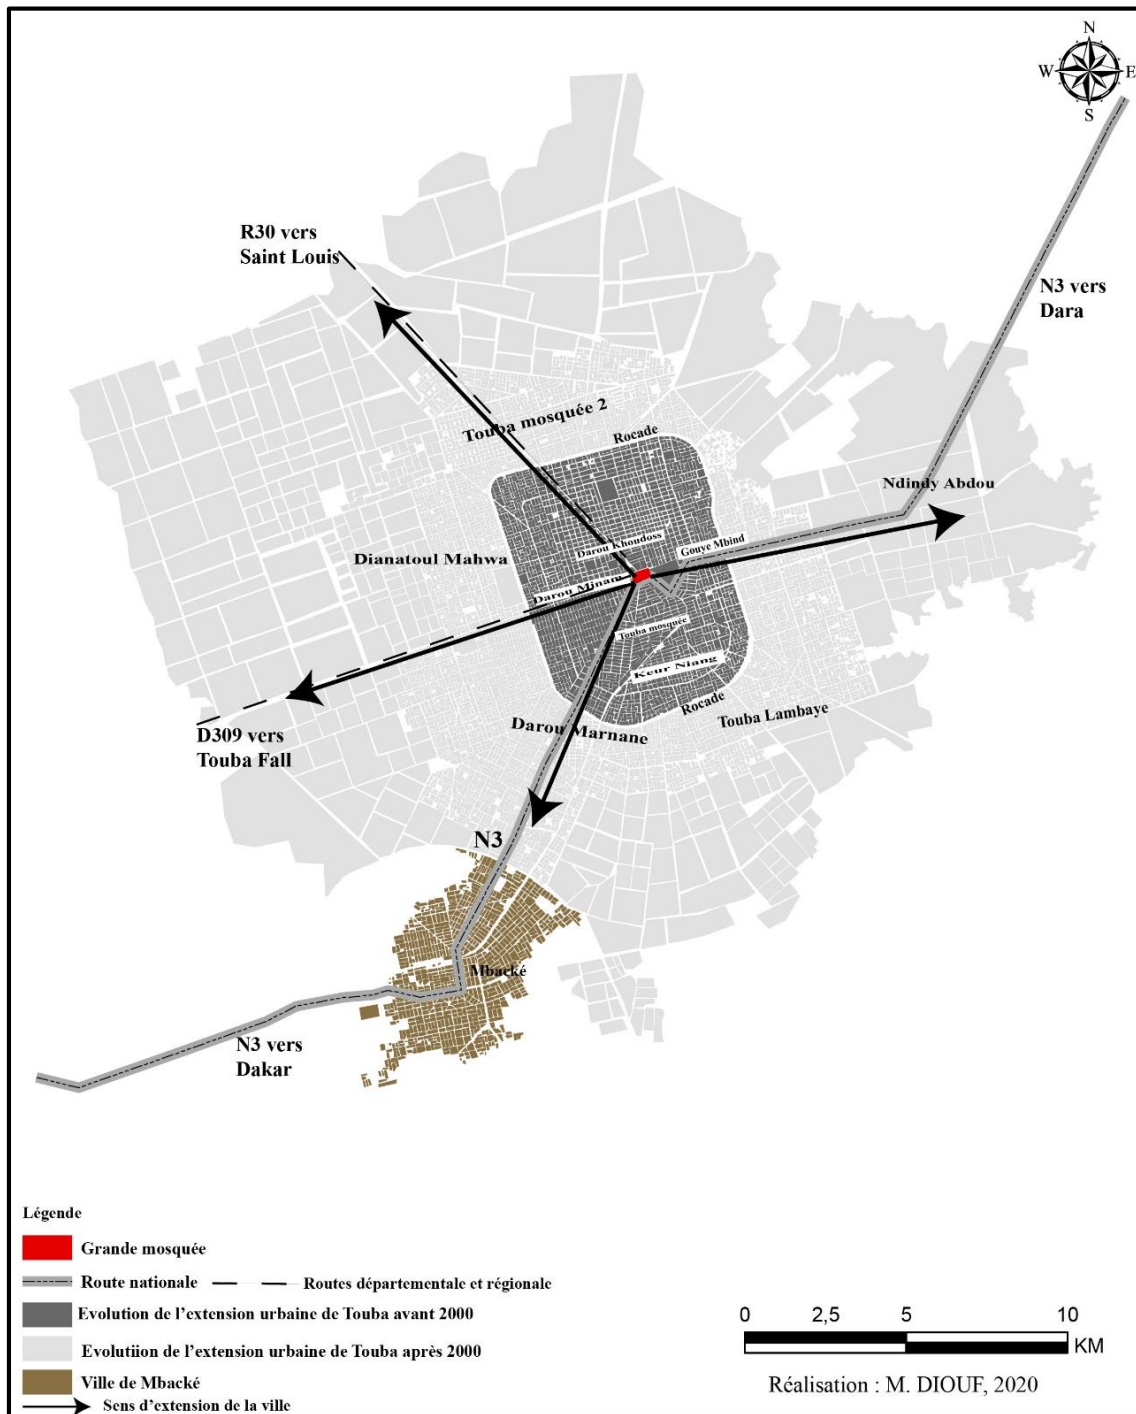 N
W E
S
R30 vers
Saint Louis
N3 vers
Dara
Touba mosquée 2
Rocade
Ndindy Abdou
Darou Khoudoss
Gouye Mbind
Dianatoul Mahwa
Darou Minam
Touba mosquée
Keur Niang
Rocade
Touba Lambaye
Darou Marnane
D309 vers
Touba Fall
N3
Mbacké
N3 vers
Dakar
Légende
Grande mosquée
Route nationale
Routes départementale et régionale
Evolution de l'extension urbaine de Touba avant 2000
Evolutiion de l'extension urbaine de Touba après 2000
Ville de Mbacké
Sens d'extension de la ville
0 2,5 5 10
KM
Réalisation : M. DIOUF, 2020